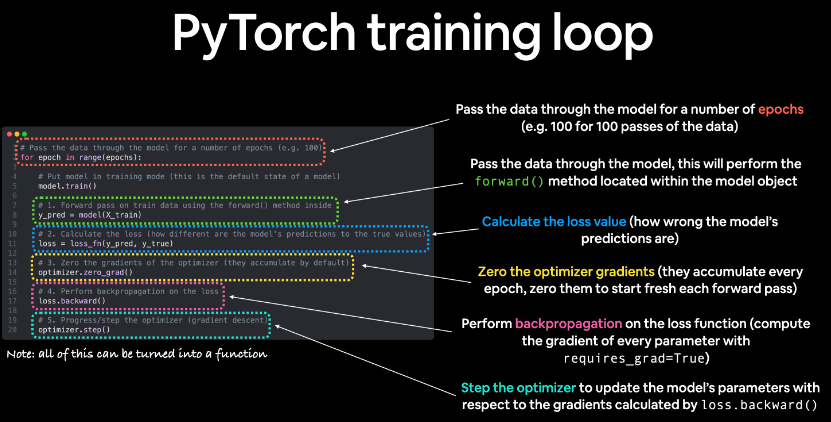 PyTorch training loop
# Pass the data through the model for a number of epochs (e.g. 100)
for epoch in range(epochs):
4 # Put model in training mode (this is the default state of a model)
5 model.train()
7 # 1. Forward pass on train data using the forward() method inside
8 y_pred = model(X_train)
10 # 2. Calculate the loss (how different are the model's predictions to the true values)
11 loss = loss_fn(y_pred, y_true)
13 # 3. Zero the gradients of the optimizer (they accumulate by default)
14 optimizer.zero_grad()
16 # 4. Perform backpropagation on the loss
17 loss.backward()
19 # 5. Progress/step the optimizer (gradient descent)
20 optimizer.step()
Note: all of this can be turned into a function
Pass the data through the model for a number of epochs
(e.g. 100 for 100 passes of the data)
Pass the data through the model, this will perform the
forward() method located within the model object
Calculate the loss value (how wrong the model's
predictions are)
Zero the optimizer gradients (they accumulate every
epoch, zero them to start fresh each forward pass)
Perform backpropagation on the loss function (compute
the gradient of every parameter with
requires_grad=True)
Step the optimizer to update the model's parameters with
respect to the gradients calculated by loss.backward()